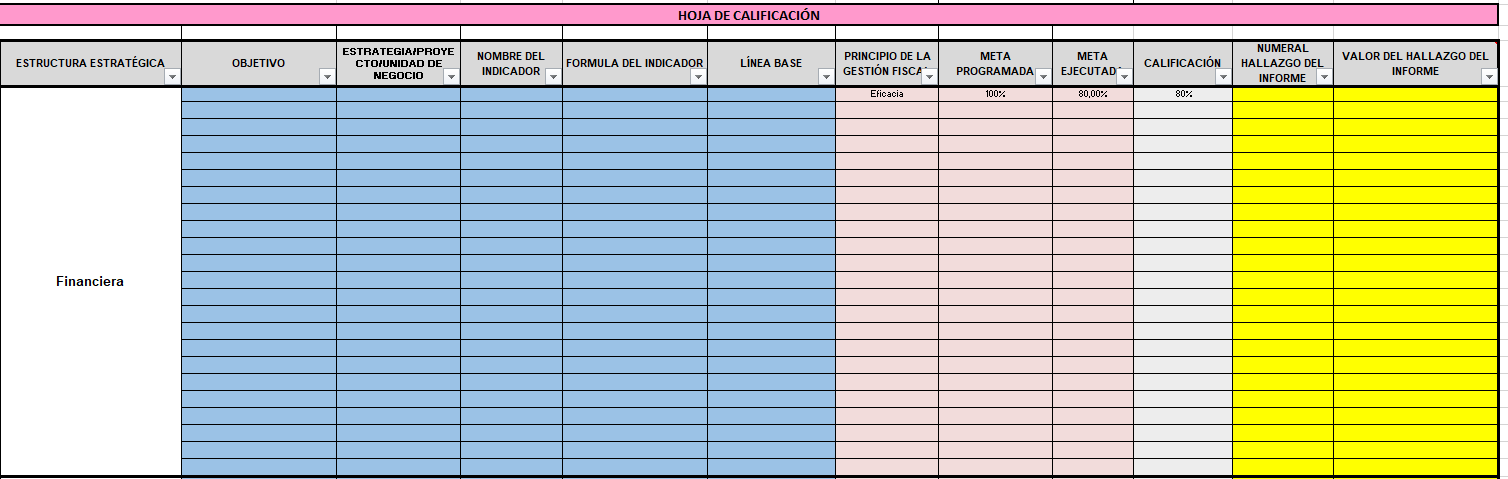 HOJA DE CALIFICACIÓN
ESTRUCTURA ESTRATÉGICA
OBJETIVO
ESTRATEGIA/PROYE
CTO/UNIDAD DE
NEGOCIO
NOMBRE DEL
INDICADOR
FORMULA DEL INDICADOR
LÍNEA BASE
PRINCIPIO DE LA
GESTIÓN FISCA
META
PROGRAMADA
META
EJECUTAD
CALIFICACIÓN
NUMERAL
HALLAZGO DEL
INFORME
VALOR DEL HALLAZGO DEL
INFORME
Financiera
Eficacia
100%
80,00%
80%